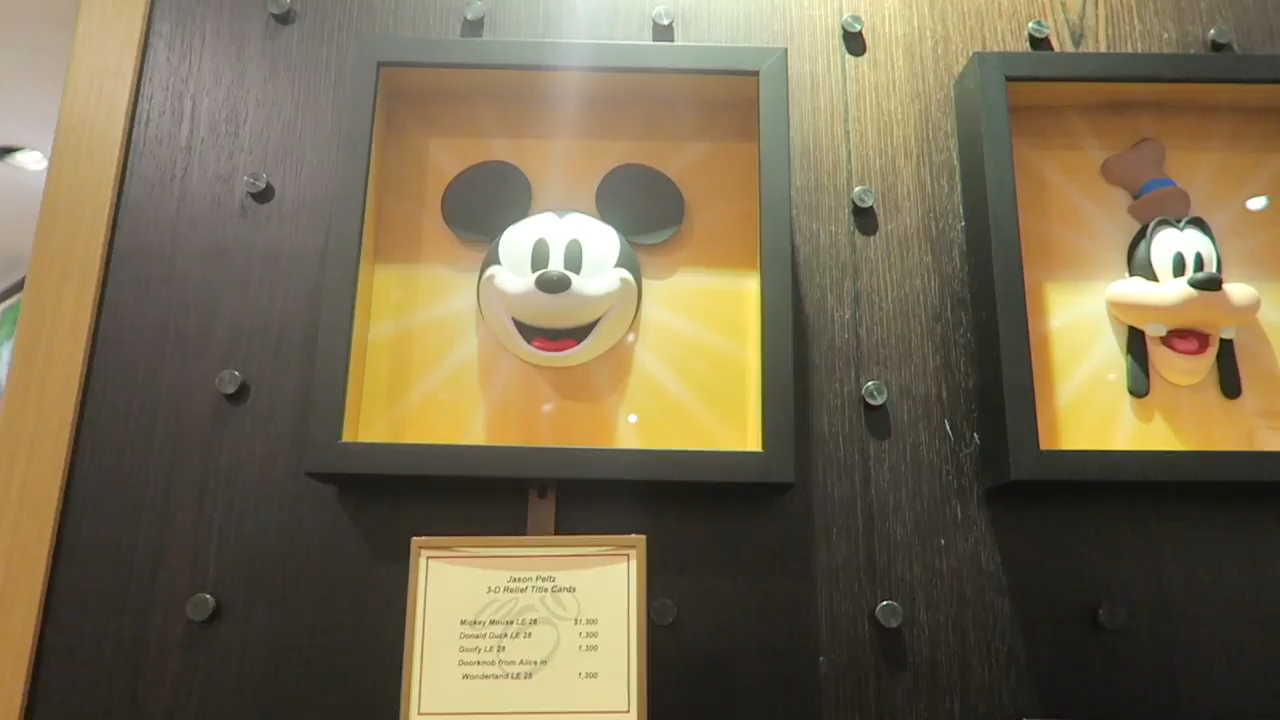 Jason Peltz
3-D Relief Title Cards
Mickey Mouse LE 28 $1,300
Donald Duck LE 28 1,300
Goofy LE 28 1,300
Doorknob from Alice in
Wonderland LE 28 1,300